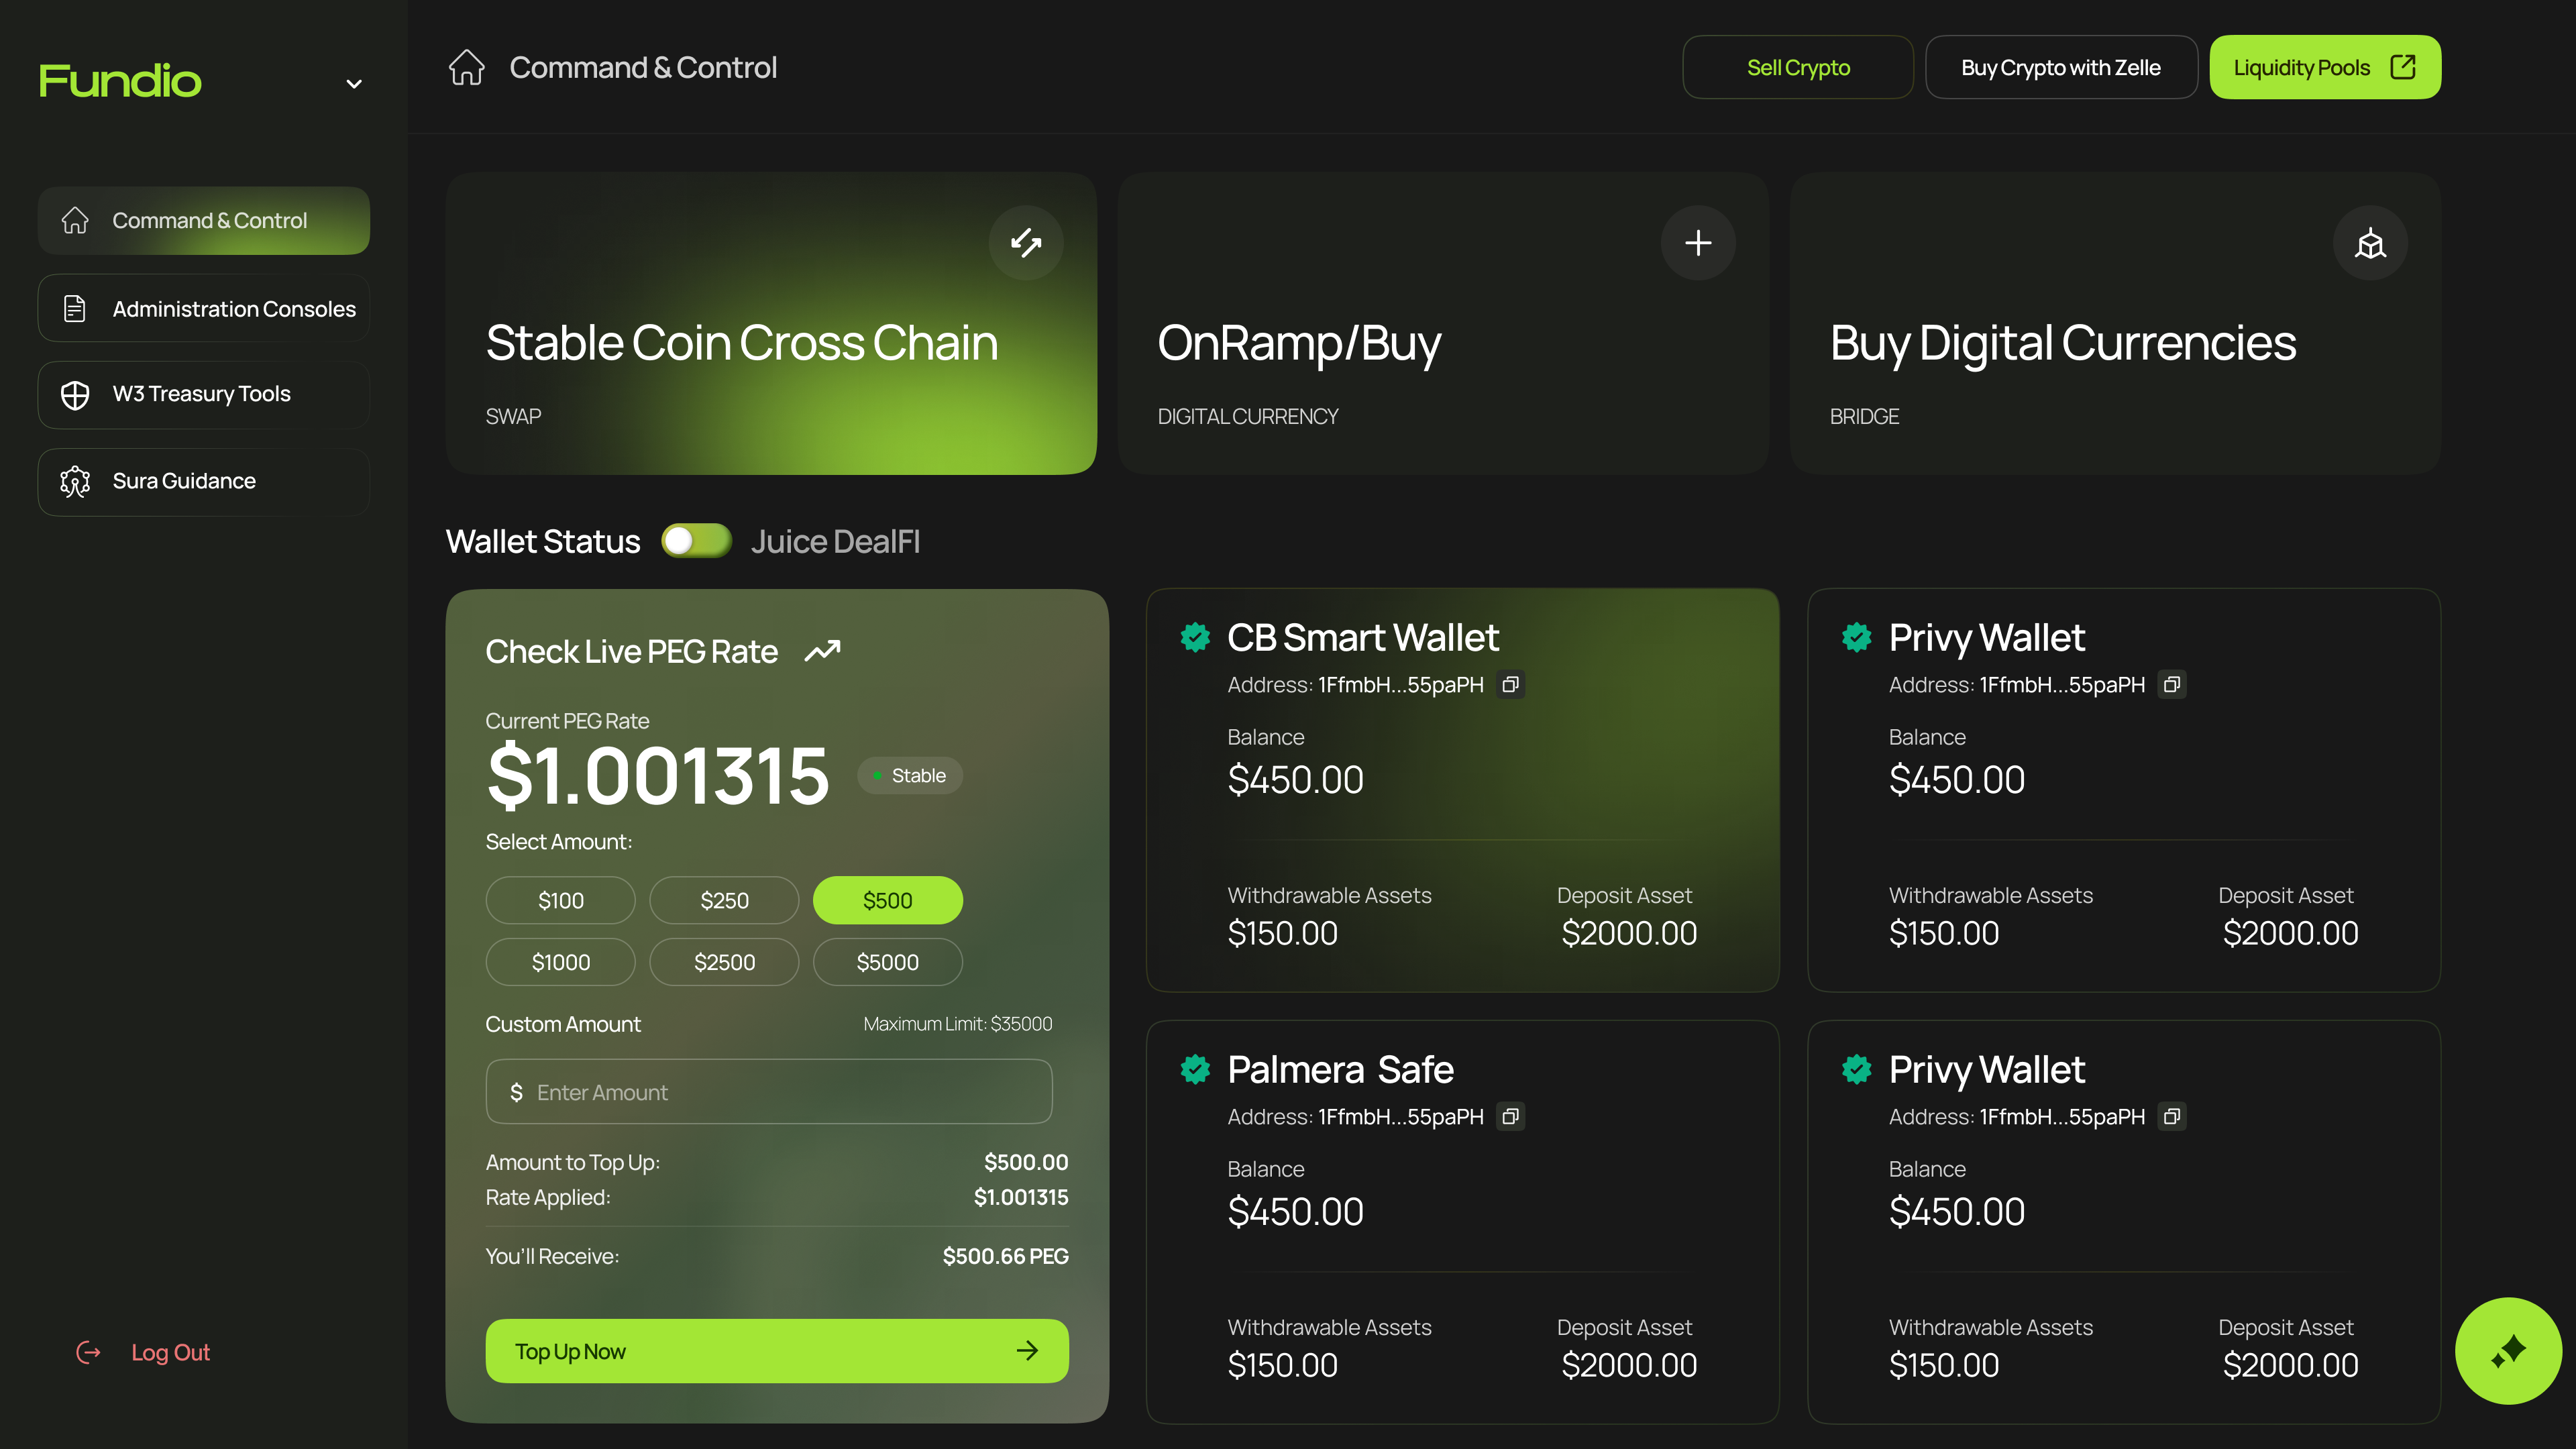 Fundio
Command & Control
Administration Consoles
W3 Treasury Tools
Sura Guidance
Log Out
Command & Control
Sell Crypto
Buy Crypto with Zelle
Liquidity Pools
Stable Coin Cross Chain
SWAP
OnRamp/Buy
DIGITAL CURRENCY
Buy Digital Currencies
BRIDGE
Wallet Status
Juice DealFI
Check Live PEG Rate
Current PEG Rate
$1.001315
Stable
Select Amount:
$100 $250 $500
$1000 $2500 $5000
Custom Amount Maximum Limit: $35000
$ Enter Amount
Amount to Top Up: $500.00
Rate Applied: $1.001315
You'll Receive: $500.66 PEG
Top Up Now
CB Smart Wallet
Address: 1FfmbH...55paPH
Balance
$450.00
Withdrawable Assets Deposit Asset
$150.00 $2000.00
Privy Wallet
Address: 1FfmbH...55paPH
Balance
$450.00
Withdrawable Assets Deposit Asset
$150.00 $2000.00
Palmera Safe
Address: 1FfmbH...55paPH
Balance
$450.00
Withdrawable Assets Deposit Asset
$150.00 $2000.00
Privy Wallet
Address: 1FfmbH...55paPH
Balance
$450.00
Withdrawable Assets Deposit Asset
$150.00 $2000.00